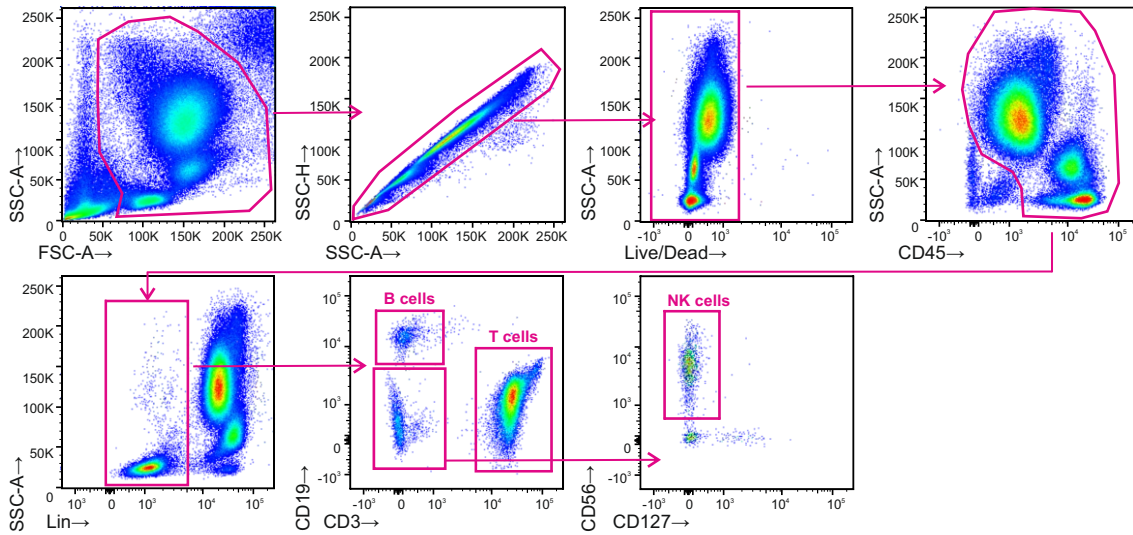 250K
200K
150K
100K
50K
0
SSC-A→
0 50K 100K 150K 200K 250K
FSC-A→
200K
150K
100K
50K
0
SSC-H→
0 50K 100K 150K 200K 250K
SSC-A→
250K
200K
150K
100K
50K
0
SSC-A→
-10³ 0 10³ 10⁴ 10⁵
Live/Dead→
250K
200K
150K
100K
50K
0
SSC-A→
-10³ 0 10³ 10⁴ 10⁵
CD45→
250K
200K
150K
100K
50K
0
SSC-A→
10³ 0 10³ 10⁴ 10⁵
Lin→
B cells
T cells
10⁵
10⁴
10³
0
-10³
CD19→
-10³ 0 10³ 10⁴ 10⁵
CD3→
NK cells
10⁵
10⁴
10³
0
-10³
CD56→
-10³ 0 10³ 10⁴ 10⁵
CD127→